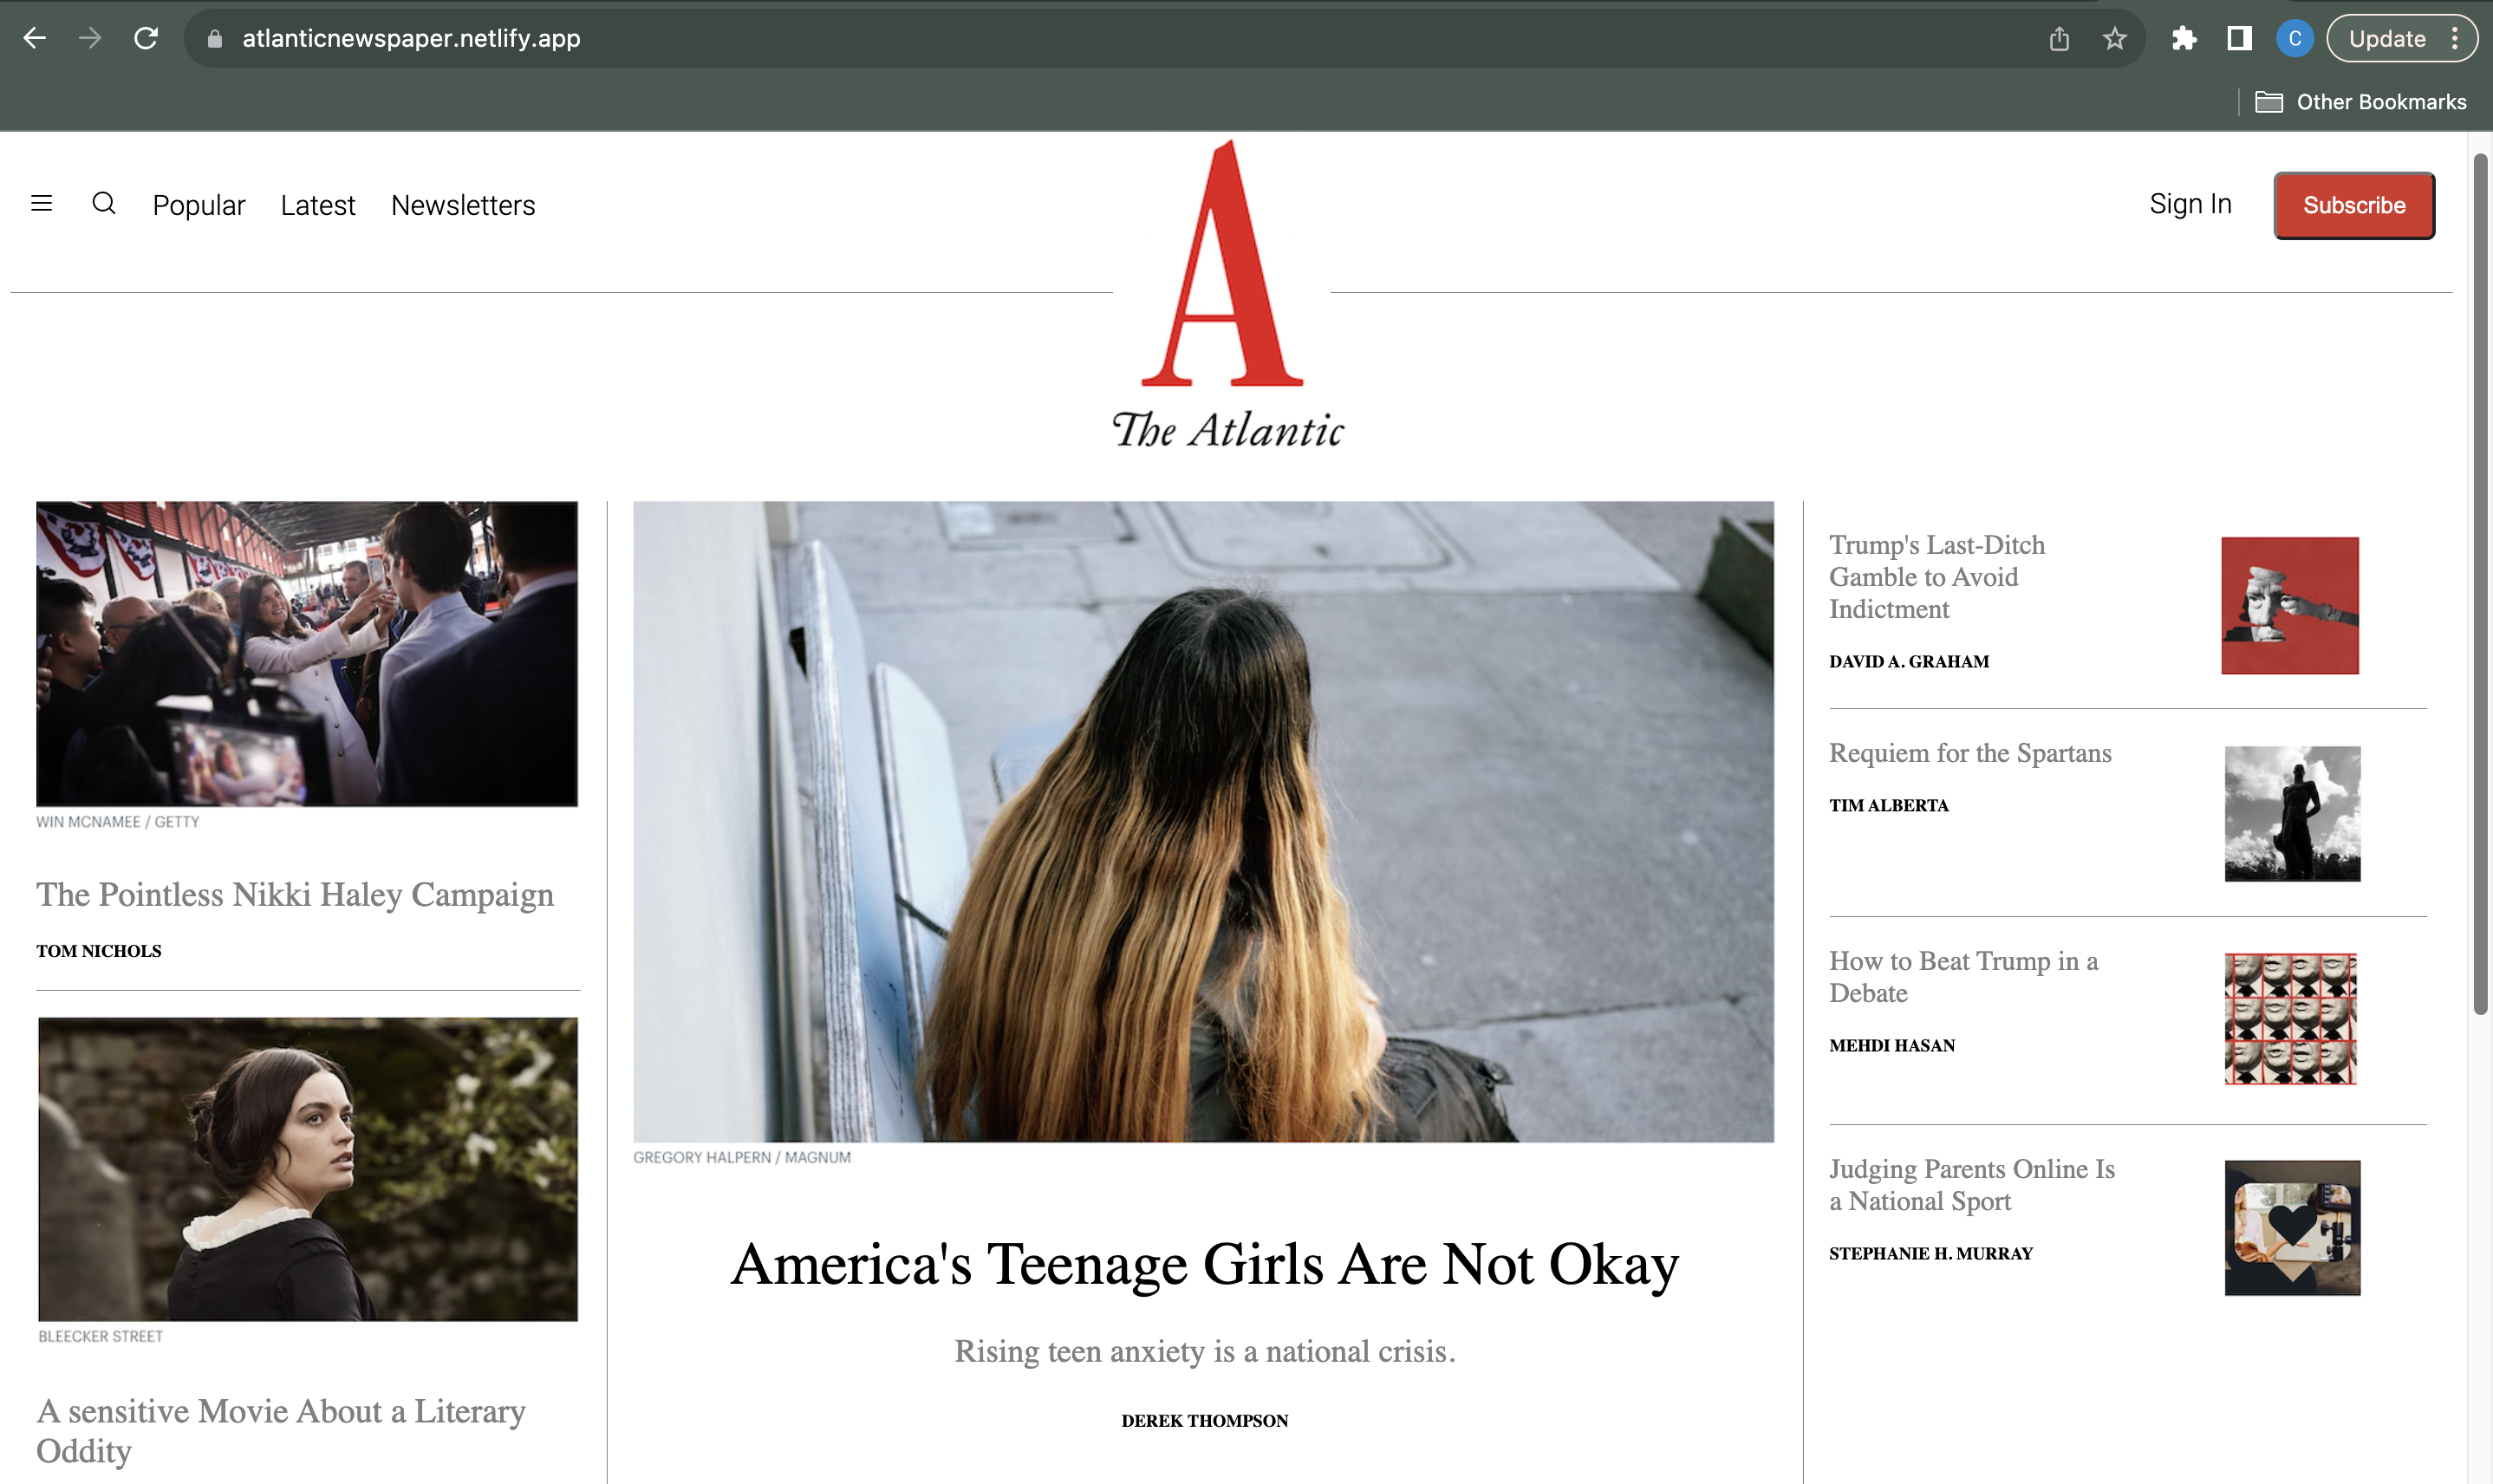 atlanticnewspaper.netlify.app
C
Update
Other Bookmarks
Popular Latest Newsletters
A
Sign In
Subscribe
The Atlantic
WIN MCNAMEE / GETTY
The Pointless Nikki Haley Campaign
TOM NICHOLS
BLEECKER STREET
A sensitive Movie About a Literary
Oddity
GREGORY HALPERN / MAGNUM
America's Teenage Girls Are Not Okay
Rising teen anxiety is a national crisis.
DEREK THOMPSON
Trump's Last-Ditch
Gamble to Avoid
Indictment
DAVID A. GRAHAM
Requiem for the Spartans
TIM ALBERTA
How to Beat Trump in a
Debate
MEHDI HASAN
Judging Parents Online Is
a National Sport
STEPHANIE H. MURRAY